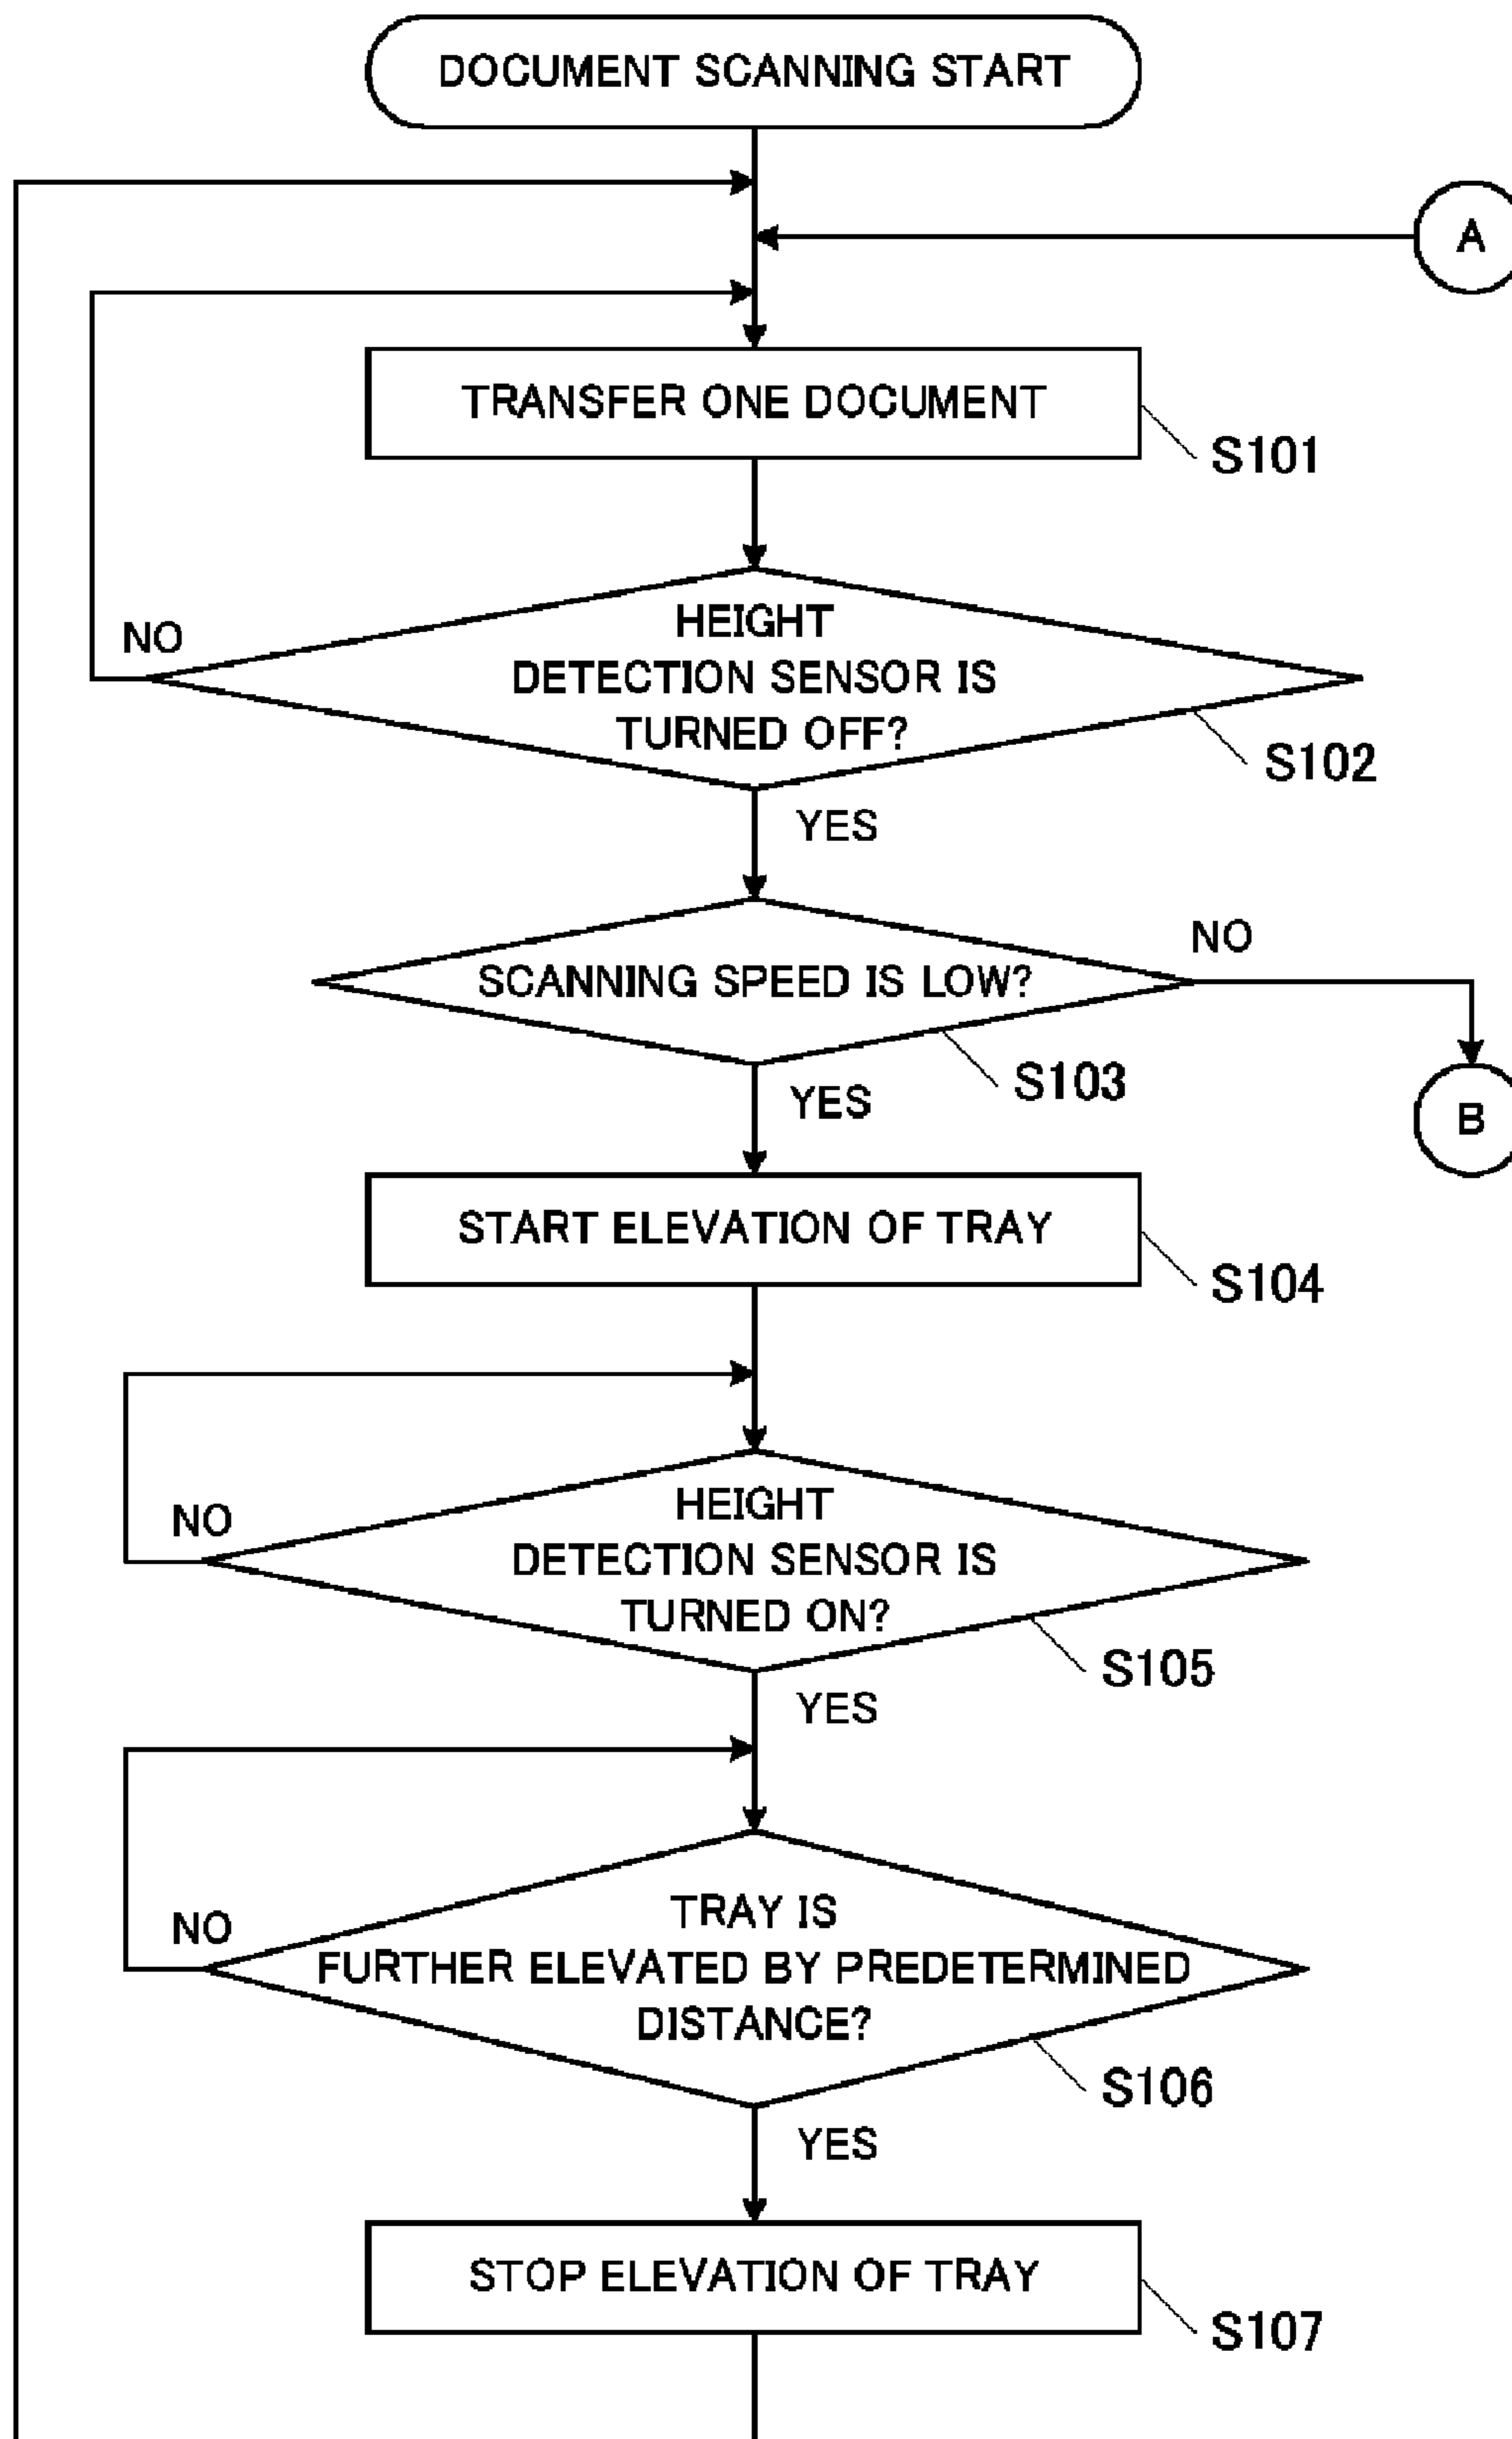 DOCUMENT SCANNING START
A
TRANSFER ONE DOCUMENT
S101
HEIGHT
DETECTION SENSOR IS
TURNED OFF?
NO
S102
YES
SCANNING SPEED IS LOW?
NO
S103
YES
B
START ELEVATION OF TRAY
S104
HEIGHT
DETECTION SENSOR IS
TURNED ON?
NO
S105
YES
TRAY IS
FURTHER ELEVATED BY PREDETERMINED
DISTANCE?
NO
S106
YES
STOP ELEVATION OF TRAY
S107